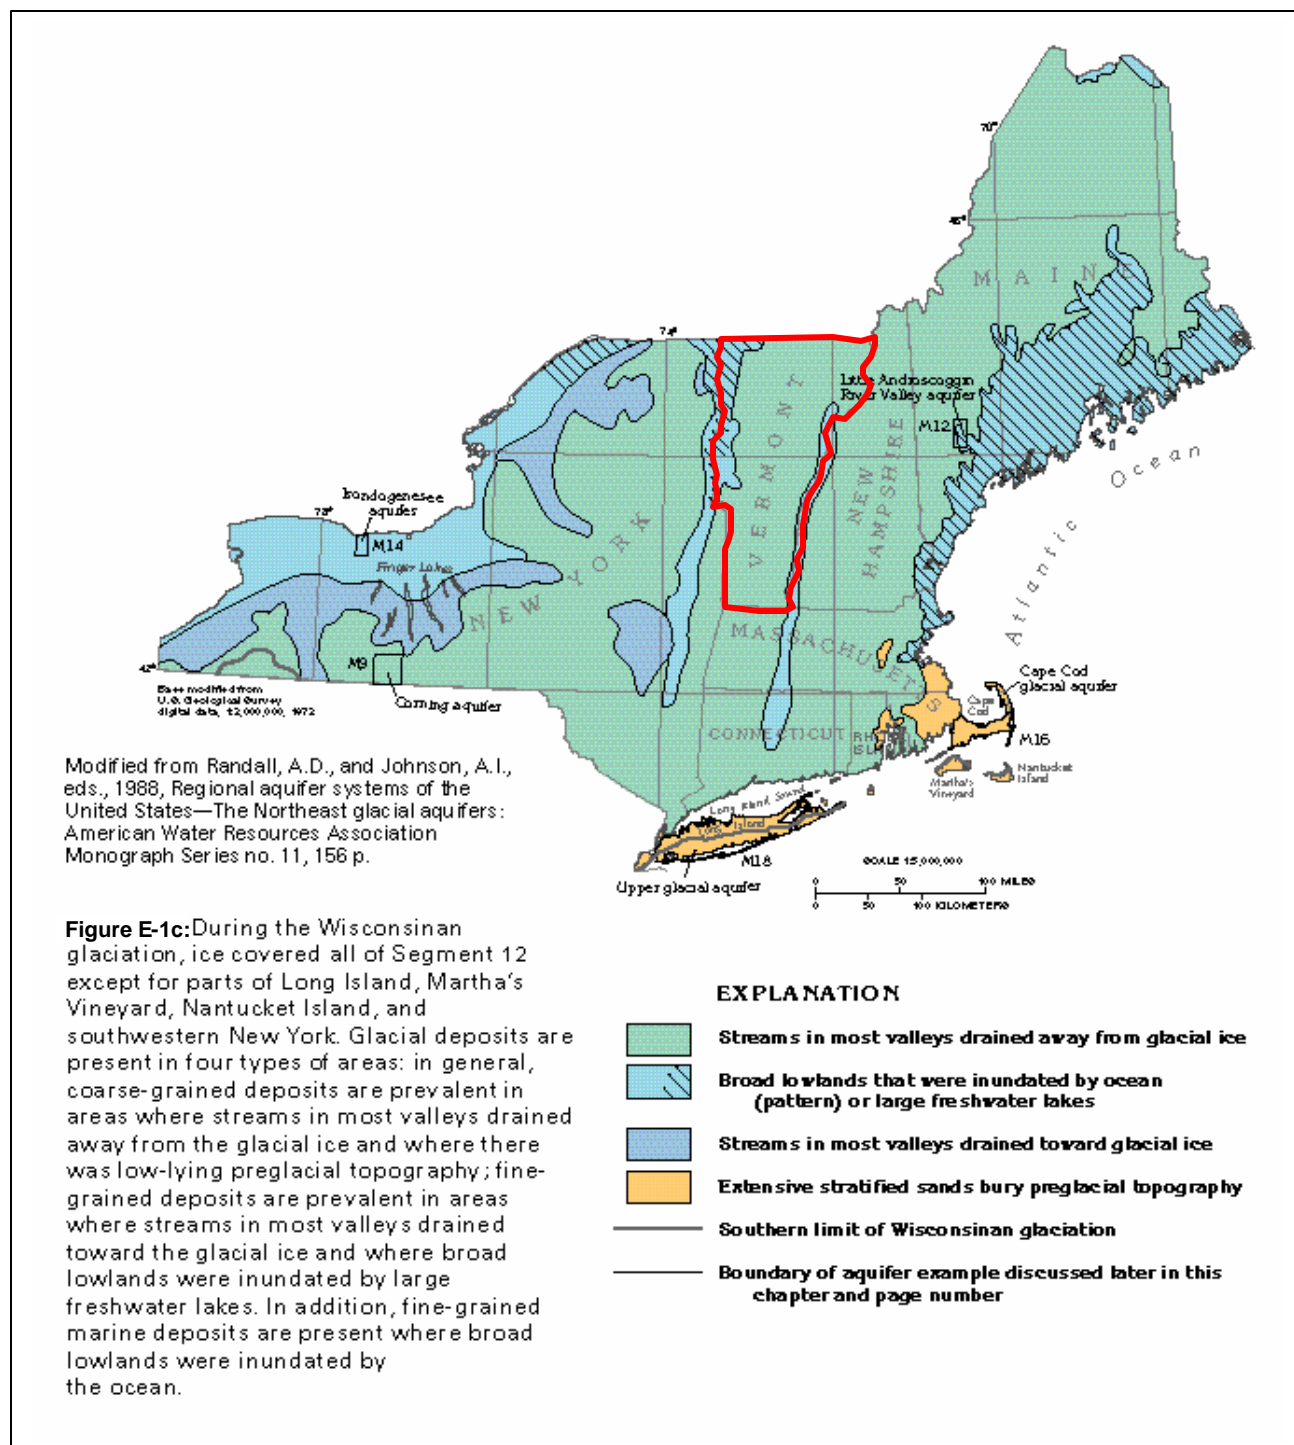 70°
46°
MAINE
74°
Little Androscoggin
River Valley aquifer
M12
VERMONT
NEW
HAMPSHIRE
Atlantic Ocean
Irondogenesee
aquifer
78°
M14
Finger Lakes
NEW YORK
MASSACHUSETTS
42°
M9
Corning aquifer
Base modified from
U.S. Geological Survey
digital data, 1:2,000,000, 1972
Cape Cod
glacial aquifer
Cape
Cod
M16
CONNECTICUT
Martha's
Vineyard
Nantucket
Island
Long Island Sound
Long Island
M18
Upper glacial aquifer
SCALE 1:5,000,000
0 50 100 MILES
0 50 100 KILOMETERS
Modified from Randall, A.D., and Johnson, A.I.,
eds., 1988, Regional aquifer systems of the
United States—The Northeast glacial aquifers:
American Water Resources Association
Monograph Series no. 11, 156 p.
Figure E-1c: During the Wisconsinan
glaciation, ice covered all of Segment 12
except for parts of Long Island, Martha's
Vineyard, Nantucket Island, and
southwestern New York. Glacial deposits are
present in four types of areas: in general,
coarse-grained deposits are prevalent in
areas where streams in most valleys drained
away from the glacial ice and where there
was low-lying preglacial topography; fine-
grained deposits are prevalent in areas
where streams in most valleys drained
toward the glacial ice and where broad
lowlands were inundated by large
freshwater lakes. In addition, fine-grained
marine deposits are present where broad
lowlands were inundated by
the ocean.
EXPLANATION
Streams in most valleys drained away from glacial ice
Broad lowlands that were inundated by ocean
(pattern) or large freshwater lakes
Streams in most valleys drained toward glacial ice
Extensive stratified sands bury preglacial topography
Southern limit of Wisconsinan glaciation
Boundary of aquifer example discussed later in this
chapter and page number